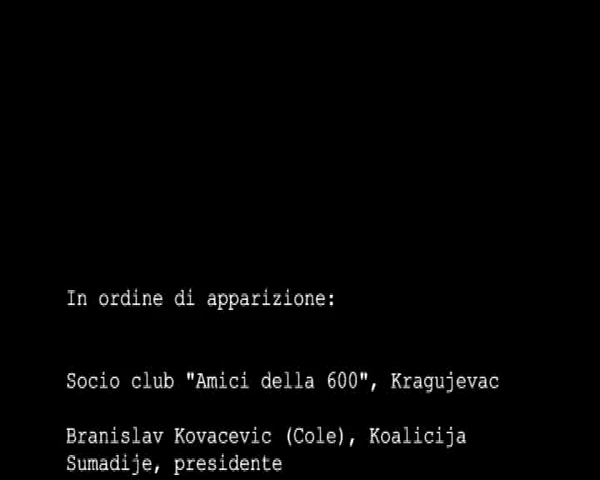 In ordine di apparizione:
Socio club "Amici della 600", Kragujevac
Branislav Kovacevic (Cole), Koalicija
Sumadije, presidente